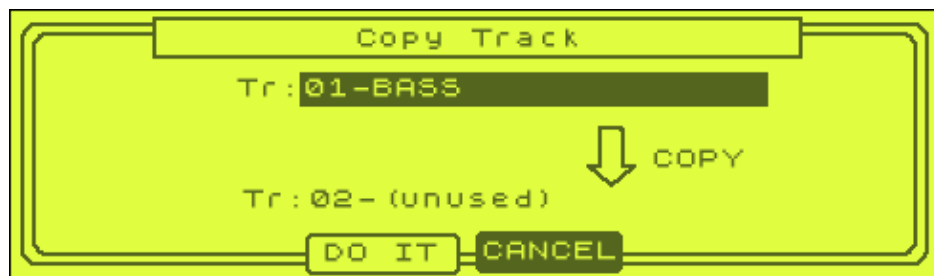 Copy Track
Tr:01-BASS
COPY
Tr:02-(unused)
DO IT CANCEL